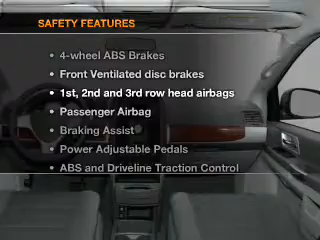 SAFETY FEATURES
• 4-wheel ABS Brakes
• Front Ventilated disc brakes
• 1st, 2nd and 3rd row head airbags
• Passenger Airbag
• Braking Assist
• Power Adjustable Pedals
• ABS and Driveline Traction Control